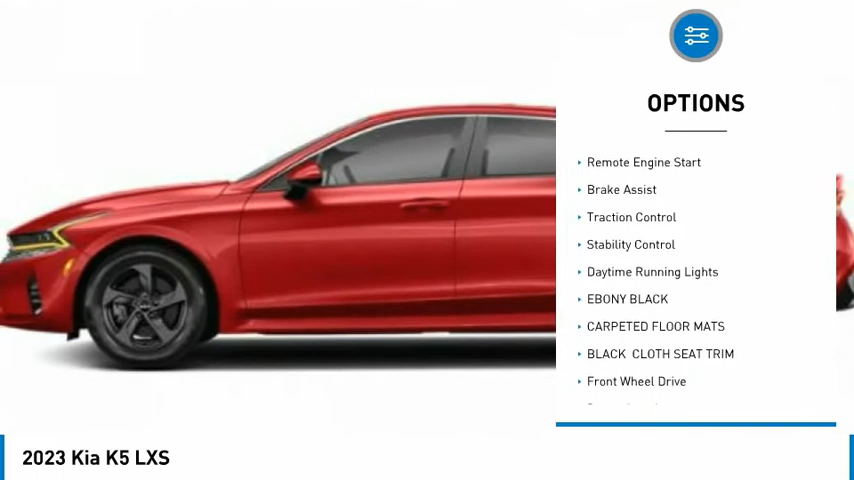 OPTIONS
Remote Engine Start
Brake Assist
Traction Control
Stability Control
Daytime Running Lights
EBONY BLACK
CARPETED FLOOR MATS
BLACK CLOTH SEAT TRIM
Front Wheel Drive
2023 Kia K5 LXS